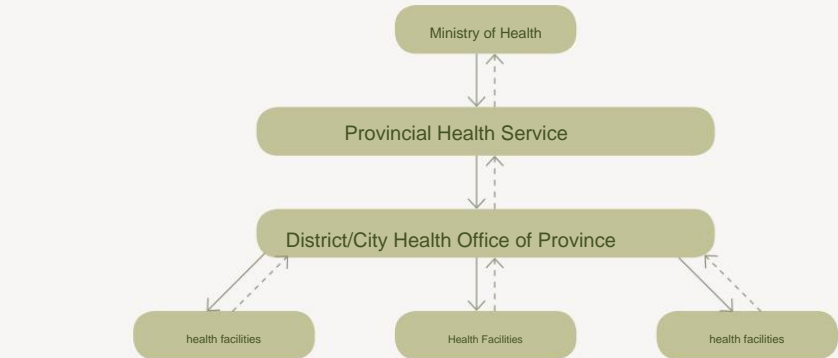 Ministry of Health
Provincial Health Service
District/City Health Office of Province
health facilities
Health Facilities
health facilities